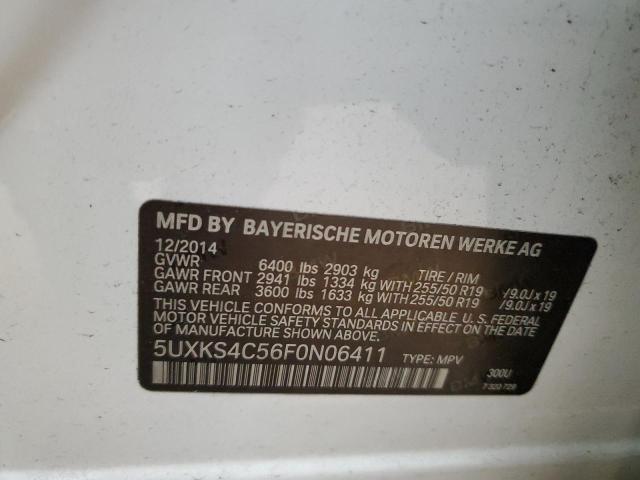 MFD BY BAYERISCHE MOTOREN WERKE AG
12/2014
GVWR 6400 lbs 2903 kg TIRE / RIM
GAWR FRONT 2941 lbs 1334 kg WITH 255/50 R19 /9.0J x 19
GAWR REAR 3600 lbs 1633 kg WITH 255/50 R19 /9.0J x 19
THIS VEHICLE CONFORMS TO ALL APPLICABLE U. S. FEDERAL
MOTOR VEHICLE SAFETY STANDARDS IN EFFECT ON THE DATE
OF MANUFACTURE SHOWN ABOVE.
5UXKS4C56F0N06411 TYPE: MPV
300U
7 322 729